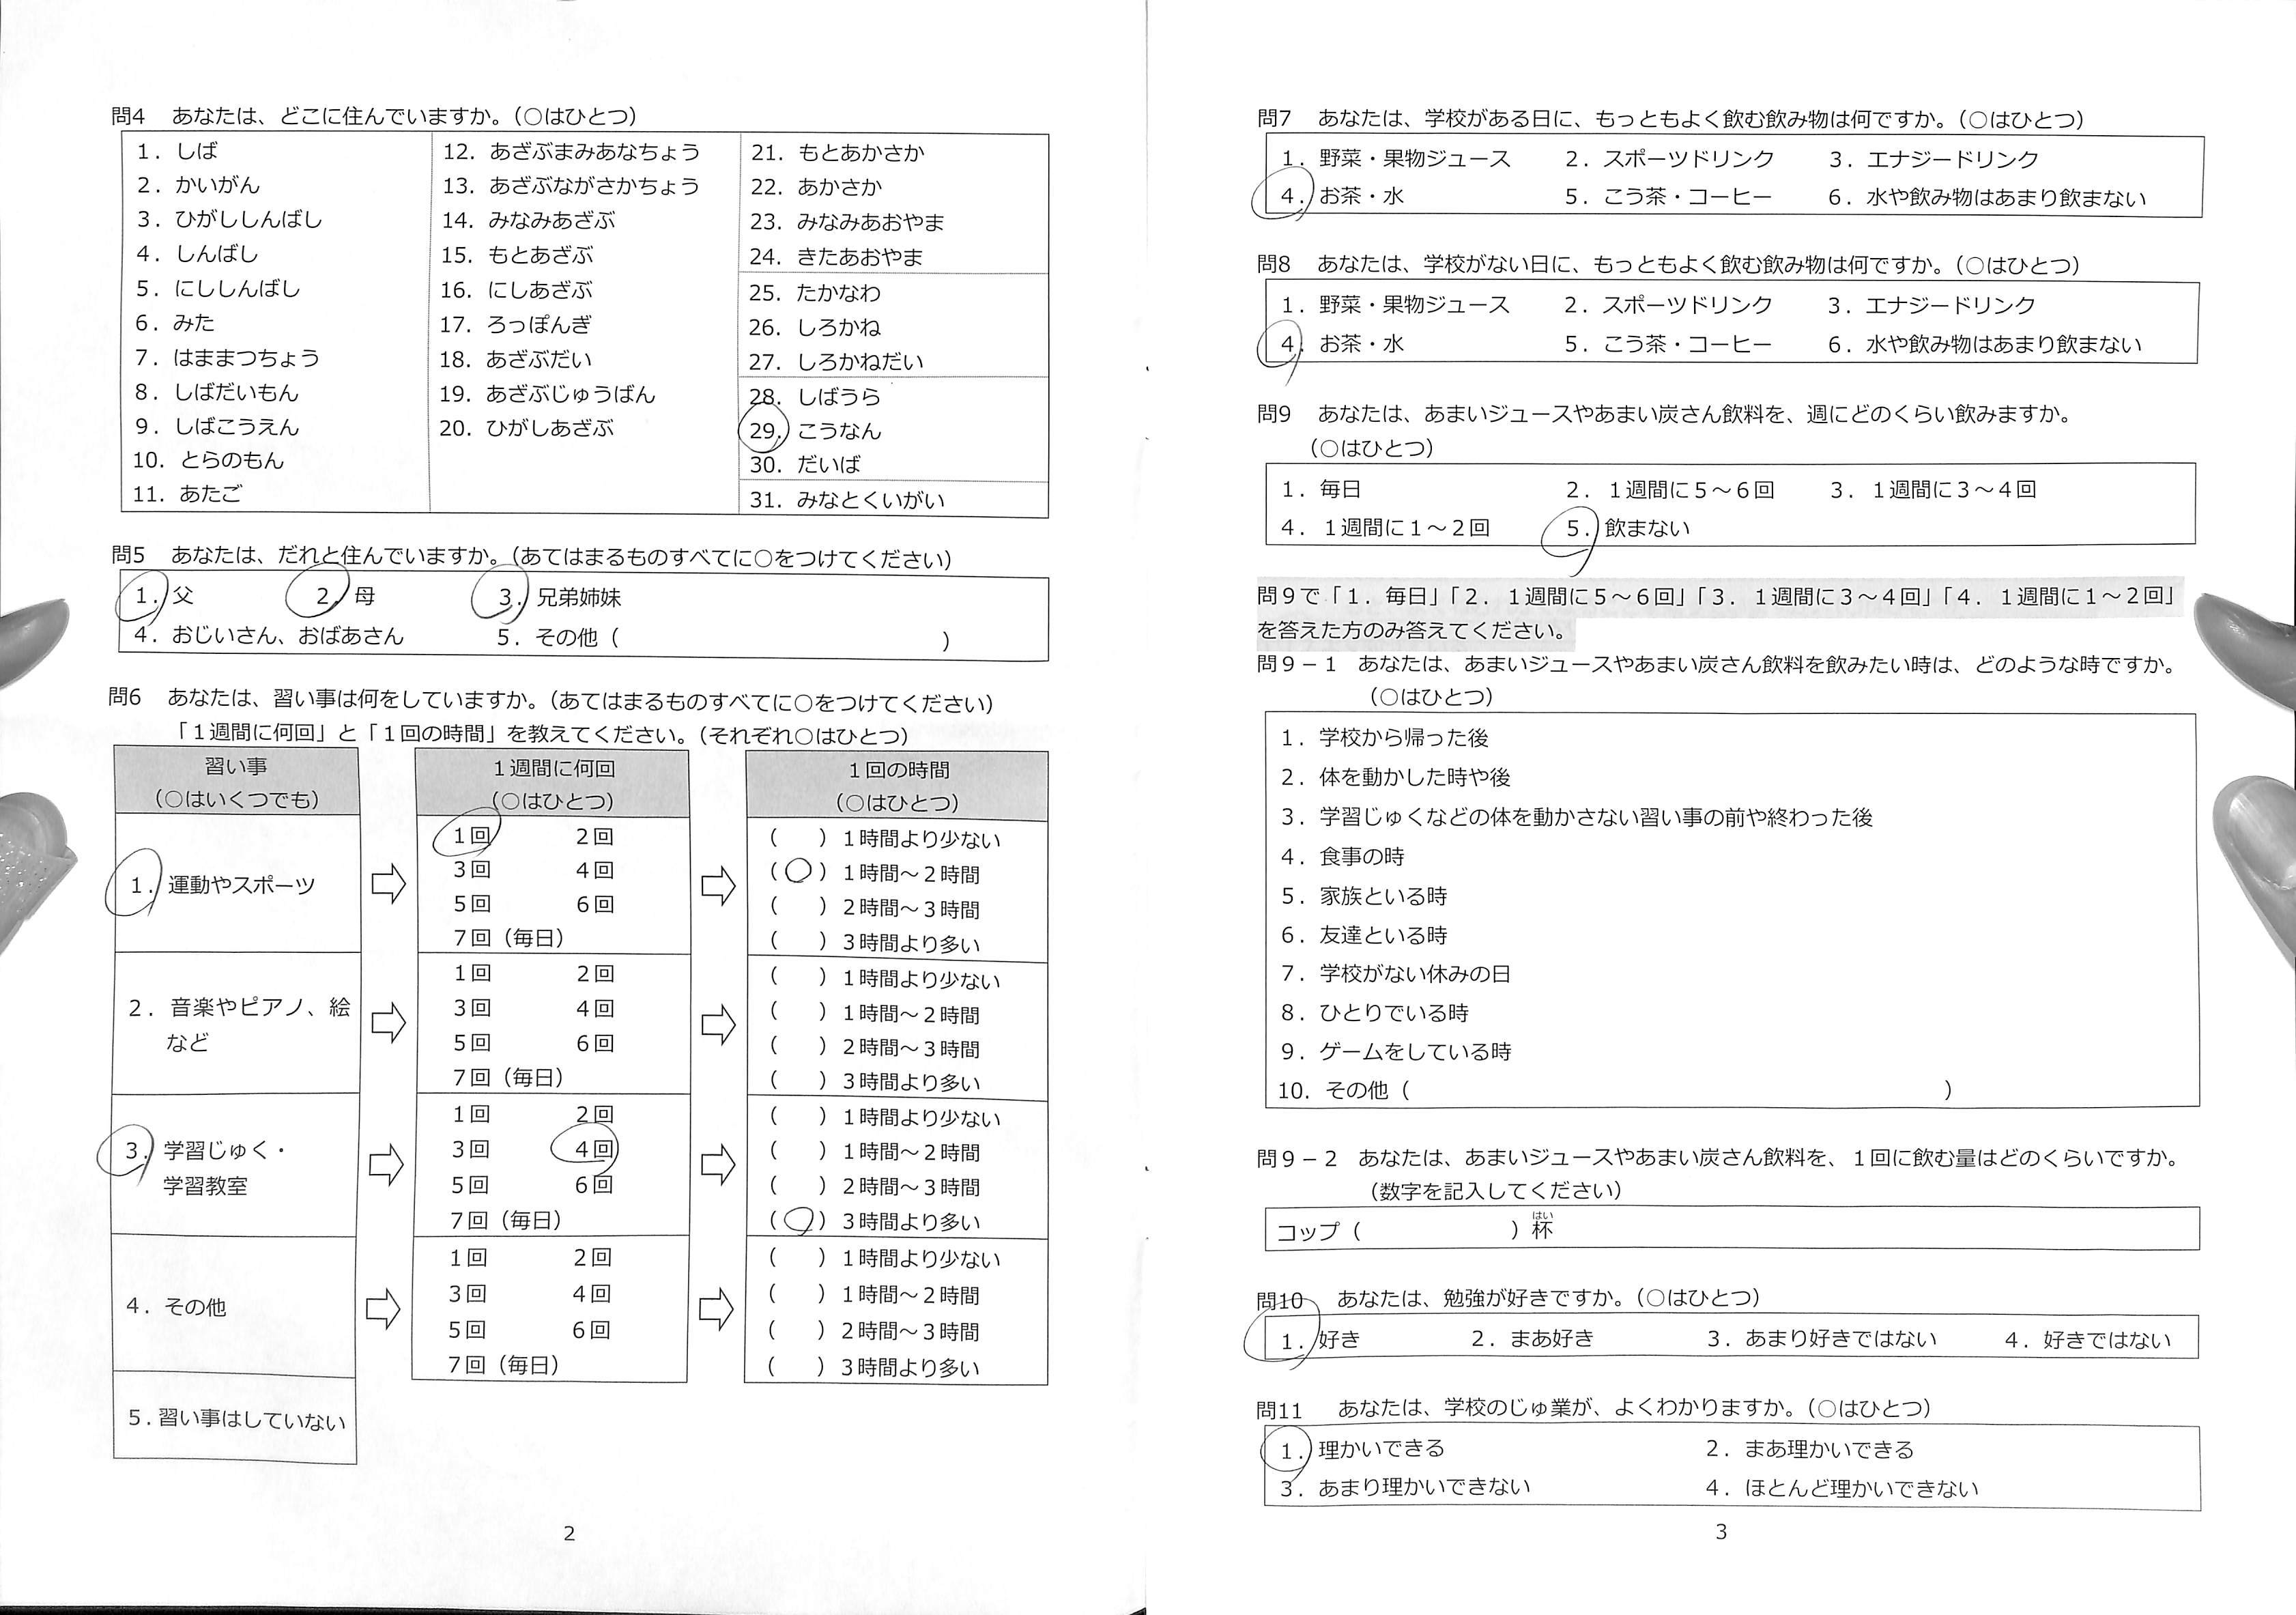 問4　あなたは、どこに住んでいますか。（○はひとつ）
1．しば
2．かいがん
3．ひがししんばし
4．しんばし
5．にししんばし
6．みた
7．はままつちょう
8．しばだいもん
9．しばこうえん
10．とらのもん
11．あたご
12．あざぶまみあなちょう
13．あざぶながさかちょう
14．みなみあざぶ
15．もとあざぶ
16．にしあざぶ
17．ろっぽんぎ
18．あざぶだい
19．あざぶじゅうばん
20．ひがしあざぶ
21．もとあかさか
22．あかさか
23．みなみあおやま
24．きたあおやま
25．たかなわ
26．しろかね
27．しろかねだい
28．しばうら
29．こうなん
30．だいば
31．みなとくいがい
問5　あなたは、だれと住んでいますか。（あてはまるものすべてに○をつけてください）
1．父　2．母　3．兄弟姉妹
4．おじいさん、おばあさん　5．その他（　　　）
問6　あなたは、習い事は何をしていますか。（あてはまるものすべてに○をつけてください）
「１週間に何回」と「１回の時間」を教えてください。（それぞれ○はひとつ）
習い事
（○はいくつでも）
１週間に何回
（○はひとつ）
１回の時間
（○はひとつ）
1．運動やスポーツ
1回　2回
3回　4回
5回　6回
7回（毎日）
（　）１時間より少ない
（○）１時間～２時間
（　）２時間～３時間
（　）３時間より多い
2．音楽やピアノ、絵
など
1回　2回
3回　4回
5回　6回
7回（毎日）
（　）１時間より少ない
（　）１時間～２時間
（　）２時間～３時間
（　）３時間より多い
3．学習じゅく・
学習教室
1回　2回
3回　4回
5回　6回
7回（毎日）
（　）１時間より少ない
（　）１時間～２時間
（　）２時間～３時間
（○）３時間より多い
4．その他
1回　2回
3回　4回
5回　6回
7回（毎日）
（　）１時間より少ない
（　）１時間～２時間
（　）２時間～３時間
（　）３時間より多い
5．習い事はしていない
2
問7　あなたは、学校がある日に、もっともよく飲む飲み物は何ですか。（○はひとつ）
1．野菜・果物ジュース　2．スポーツドリンク　3．エナジードリンク
4．お茶・水　5．こう茶・コーヒー　6．水や飲み物はあまり飲まない
問8　あなたは、学校がない日に、もっともよく飲む飲み物は何ですか。（○はひとつ）
1．野菜・果物ジュース　2．スポーツドリンク　3．エナジードリンク
4．お茶・水　5．こう茶・コーヒー　6．水や飲み物はあまり飲まない
問9　あなたは、あまいジュースやあまい炭さん飲料を、週にどのくらい飲みますか。
（○はひとつ）
1．毎日　2．１週間に５～６回　3．１週間に３～４回
4．１週間に１～２回　5．飲まない
問９で「１．毎日」「２．１週間に５～６回」「３．１週間に３～４回」「４．１週間に１～２回」
を答えた方のみ答えてください。
問９－１　あなたは、あまいジュースやあまい炭さん飲料を飲みたい時は、どのような時ですか。
（○はひとつ）
1．学校から帰った後
2．体を動かした時や後
3．学習じゅくなどの体を動かさない習い事の前や終わった後
4．食事の時
5．家族といる時
6．友達といる時
7．学校がない休みの日
8．ひとりでいる時
9．ゲームをしている時
10．その他（　　　）
問９－２　あなたは、あまいジュースやあまい炭さん飲料を、１回に飲む量はどのくらいですか。
（数字を記入してください）
はい
コップ（　　　）杯
問10　あなたは、勉強が好きですか。（○はひとつ）
1．好き　2．まあ好き　3．あまり好きではない　4．好きではない
問11　あなたは、学校のじゅ業が、よくわかりますか。（○はひとつ）
1．理かいできる　2．まあ理かいできる
3．あまり理かいできない　4．ほとんど理かいできない
3